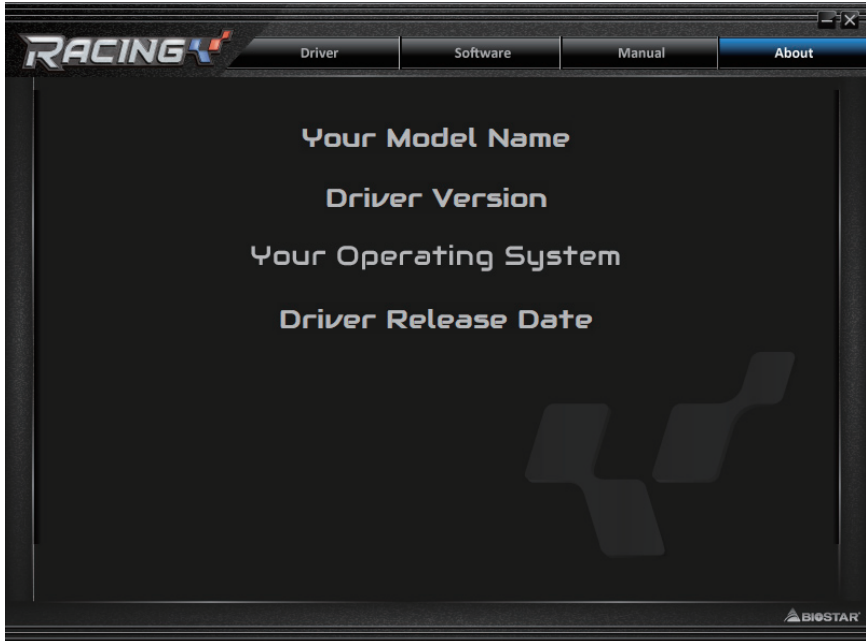 RACING
Driver
Software
Manual
About
Your Model Name
Driver Version
Your Operating System
Driver Release Date
BIOSTAR